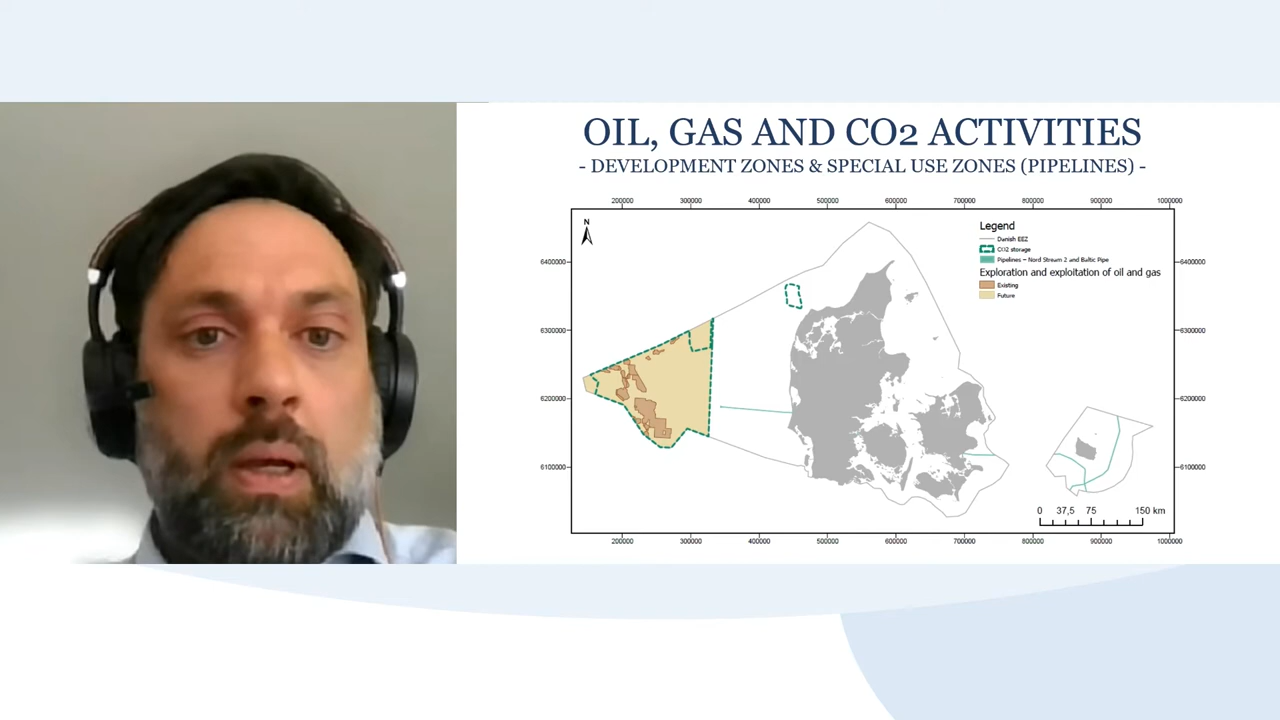 OIL, GAS AND CO2 ACTIVITIES
- DEVELOPMENT ZONES & SPECIAL USE ZONES (PIPELINES) -
200000 300000 400000 500000 600000 700000 800000 900000 1000000
N
Legend
Danish EEZ
CO2 storage
Pipelines – Nord Stream 2 and Baltic Pipe
Exploration and exploitation of oil and gas
Existing
Future
6400000 6400000
6300000 6300000
6200000 6200000
6100000 6100000
0 37,5 75 150 km
200000 300000 400000 500000 600000 700000 800000 900000 1000000